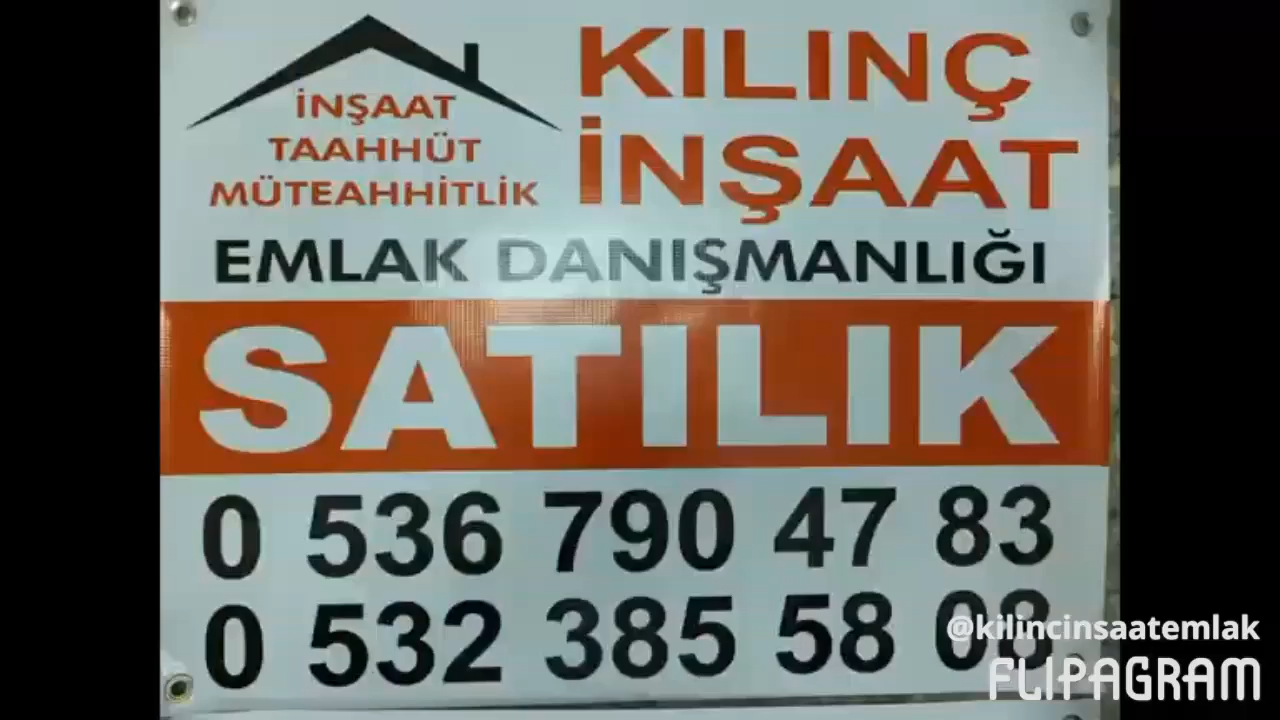 İNŞAAT
TAAHHÜT
MÜTEAHHİTLİK
KILINÇ
İNŞAAT
EMLAK DANIŞMANLIĞI
SATILIK
0 536 790 47 83
0 532 385 58 08
@kilincinsaatemlak
FLIPAGRAM